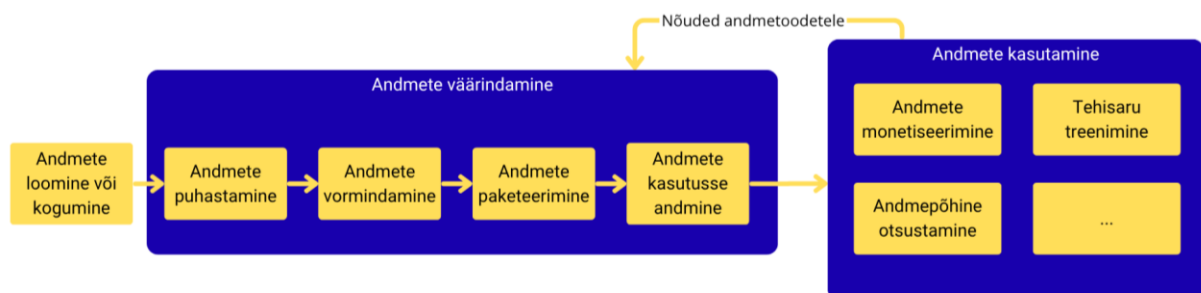 Nõuded andmetoodetele
Andmete väärindamine
Andmete kasutamine
Andmete
loomine või
kogumine
Andmete
puhastamine
Andmete
vormindamine
Andmete
paketeerimine
Andmete
kasutusse
andmine
Andmete
monetiseerimine
Tehisaru
treenimine
Andmepõhine
otsustamine
...